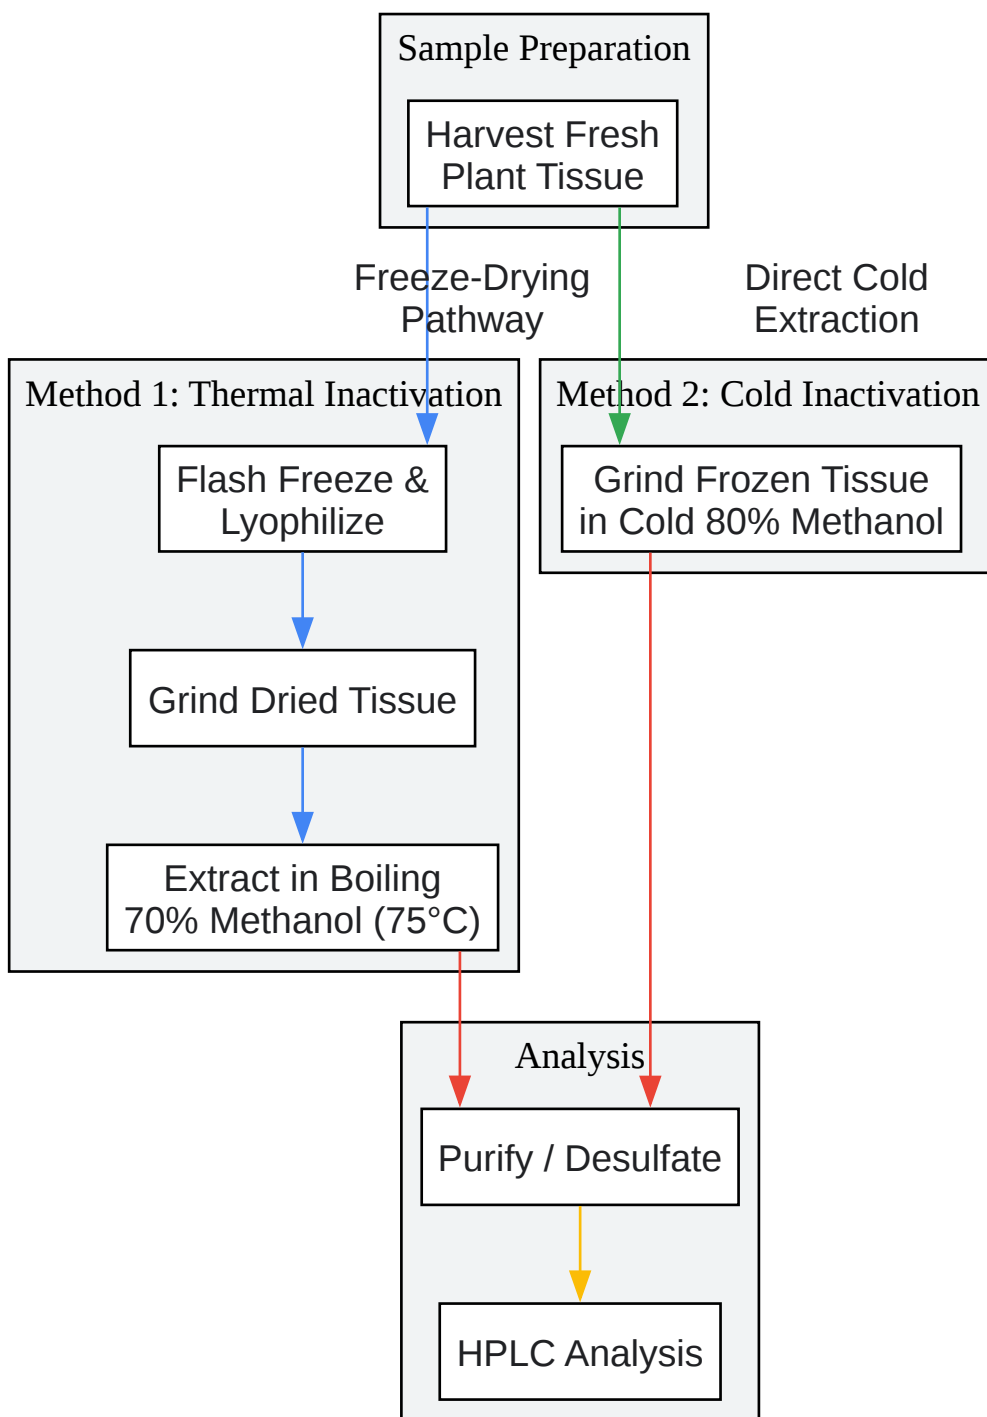 Sample Preparation
Harvest Fresh
Plant Tissue
Freeze-Drying
Pathway
Direct Cold
Extraction
Method 1: Thermal Inactivation
Flash Freeze &
Lyophilize
Grind Dried Tissue
Extract in Boiling
70% Methanol (75°C)
Method 2: Cold Inactivation
Grind Frozen Tissue
in Cold 80% Methanol
Analysis
Purify / Desulfate
HPLC Analysis